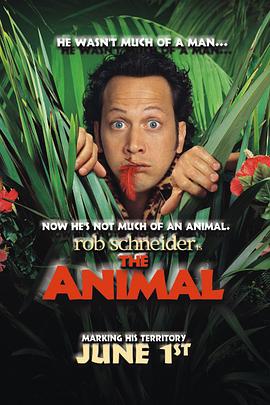 HE WASN'T MUCH OF A MAN...
NOW HE'S NOT MUCH OF AN ANIMAL.
rob schneider is
THE
ANIMAL
MARKING HIS TERRITORY
JUNE 1ST